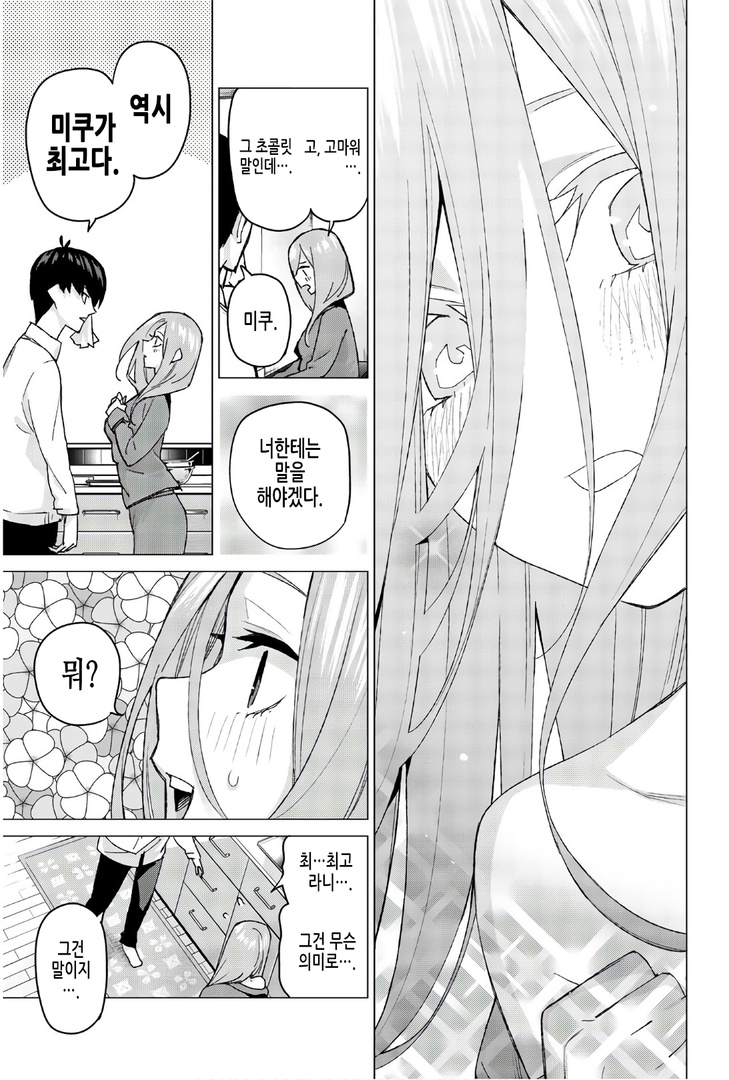 고, 고마워
….
그 초콜릿
말인데….
미쿠.
너한테는
말을
해야겠다.
역시
미쿠가
최고다.
뭐?
최…최고
라니….
그건 무슨
의미로….
그건
말이지
….